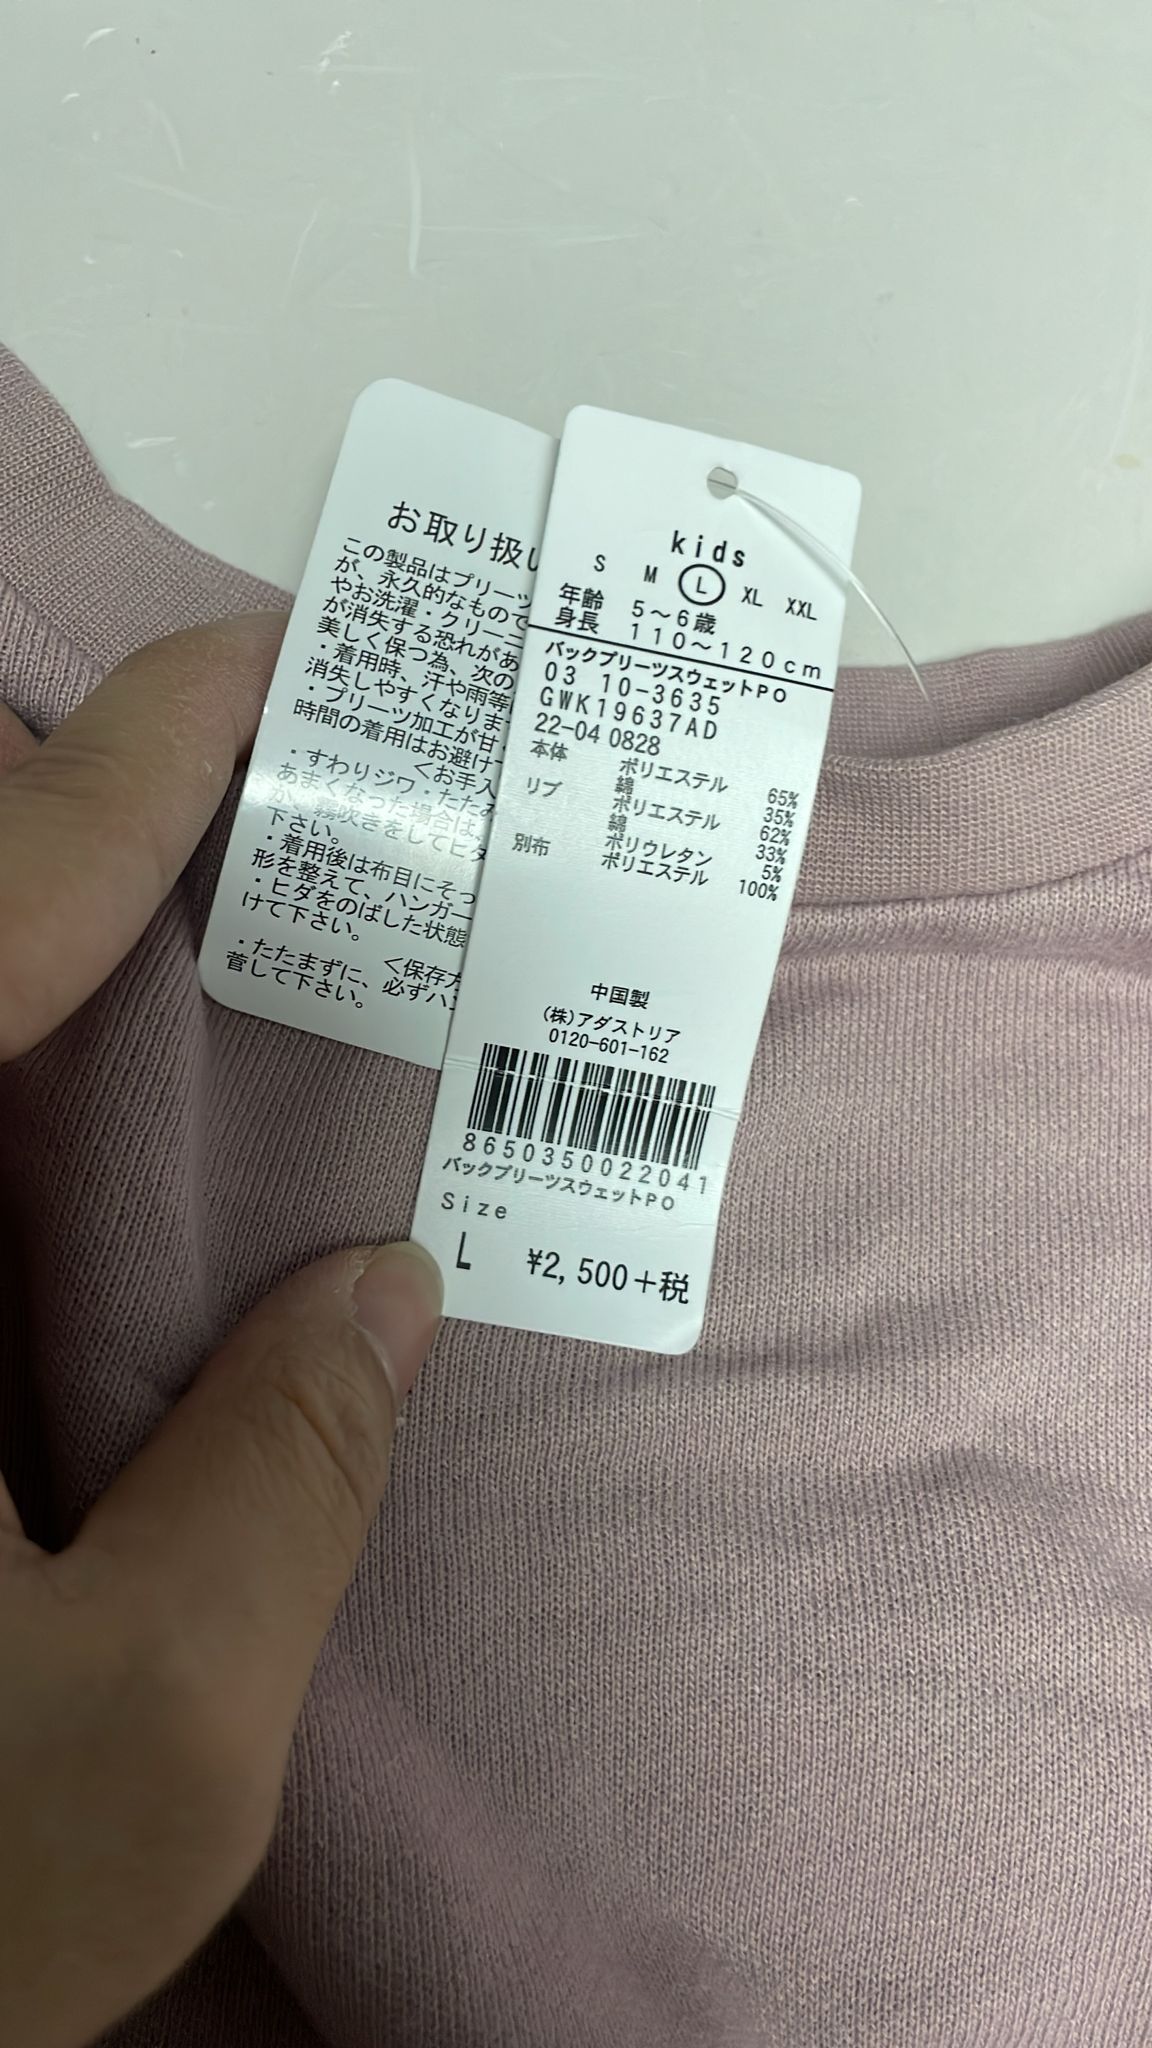 お取り扱い
この製品はプリーツ
が、永久的なもので
やお洗濯・クリーニ
が消失する恐れがあ
美しく保つ為、次の
・着用時、汗や雨等
消失しやすくなりま
・プリーツ加工が甘
時間の着用はお避け
<お手入
・すわりジワ・たたみ
あまくなった場合は
か、霧吹きをしてヒダ
下さい。
・着用後は布目にそっ
形を整えて、ハンガー
・ヒダをのばした状態
けて下さい。
<保存方
・たたまずに、必ずハン
菅して下さい。
kids
S M L XL XXL
年齢 5～6歳
身長 110～120cm
バックプリーツスウェットPO
03 10-3635
GWK19637AD
22-04 0828
本体 ポリエステル 65%
綿 35%
リブ ポリエステル 62%
綿 33%
ポリウレタン 5%
別布 ポリエステル 100%
中国製
(株)アダストリア
0120-601-162
8650350022041
バックプリーツスウェットPO
Size
L ¥2,500+税